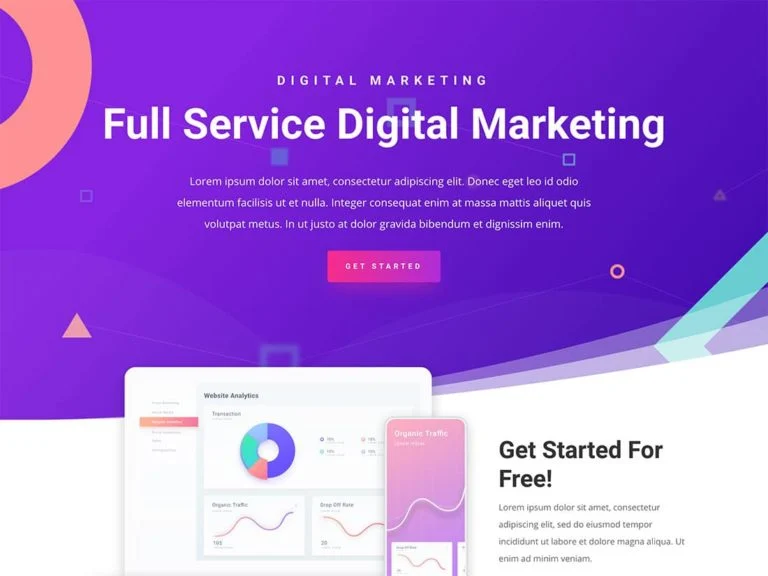 DIGITAL MARKETING
Full Service Digital Marketing
Lorem ipsum dolor sit amet, consectetur adipiscing elit. Donec eget leo id odio
elementum facilisis ut et nulla. Integer consequat enim at massa mattis aliquet quis
volutpat metus. In ut justo at dolor gravida bibendum et dignissim enim.
GET STARTED
Website Analytics
Transaction
Organic Traffic
Drop Off Rate
20
Organic Traffic
Drop Off Rate
Get Started For
Free!
Lorem ipsum dolor sit amet, consectetur
adipiscing elit, sed do eiusmod tempor
incididunt ut labore et dolore magna aliqua. Ut
enim ad minim veniam.